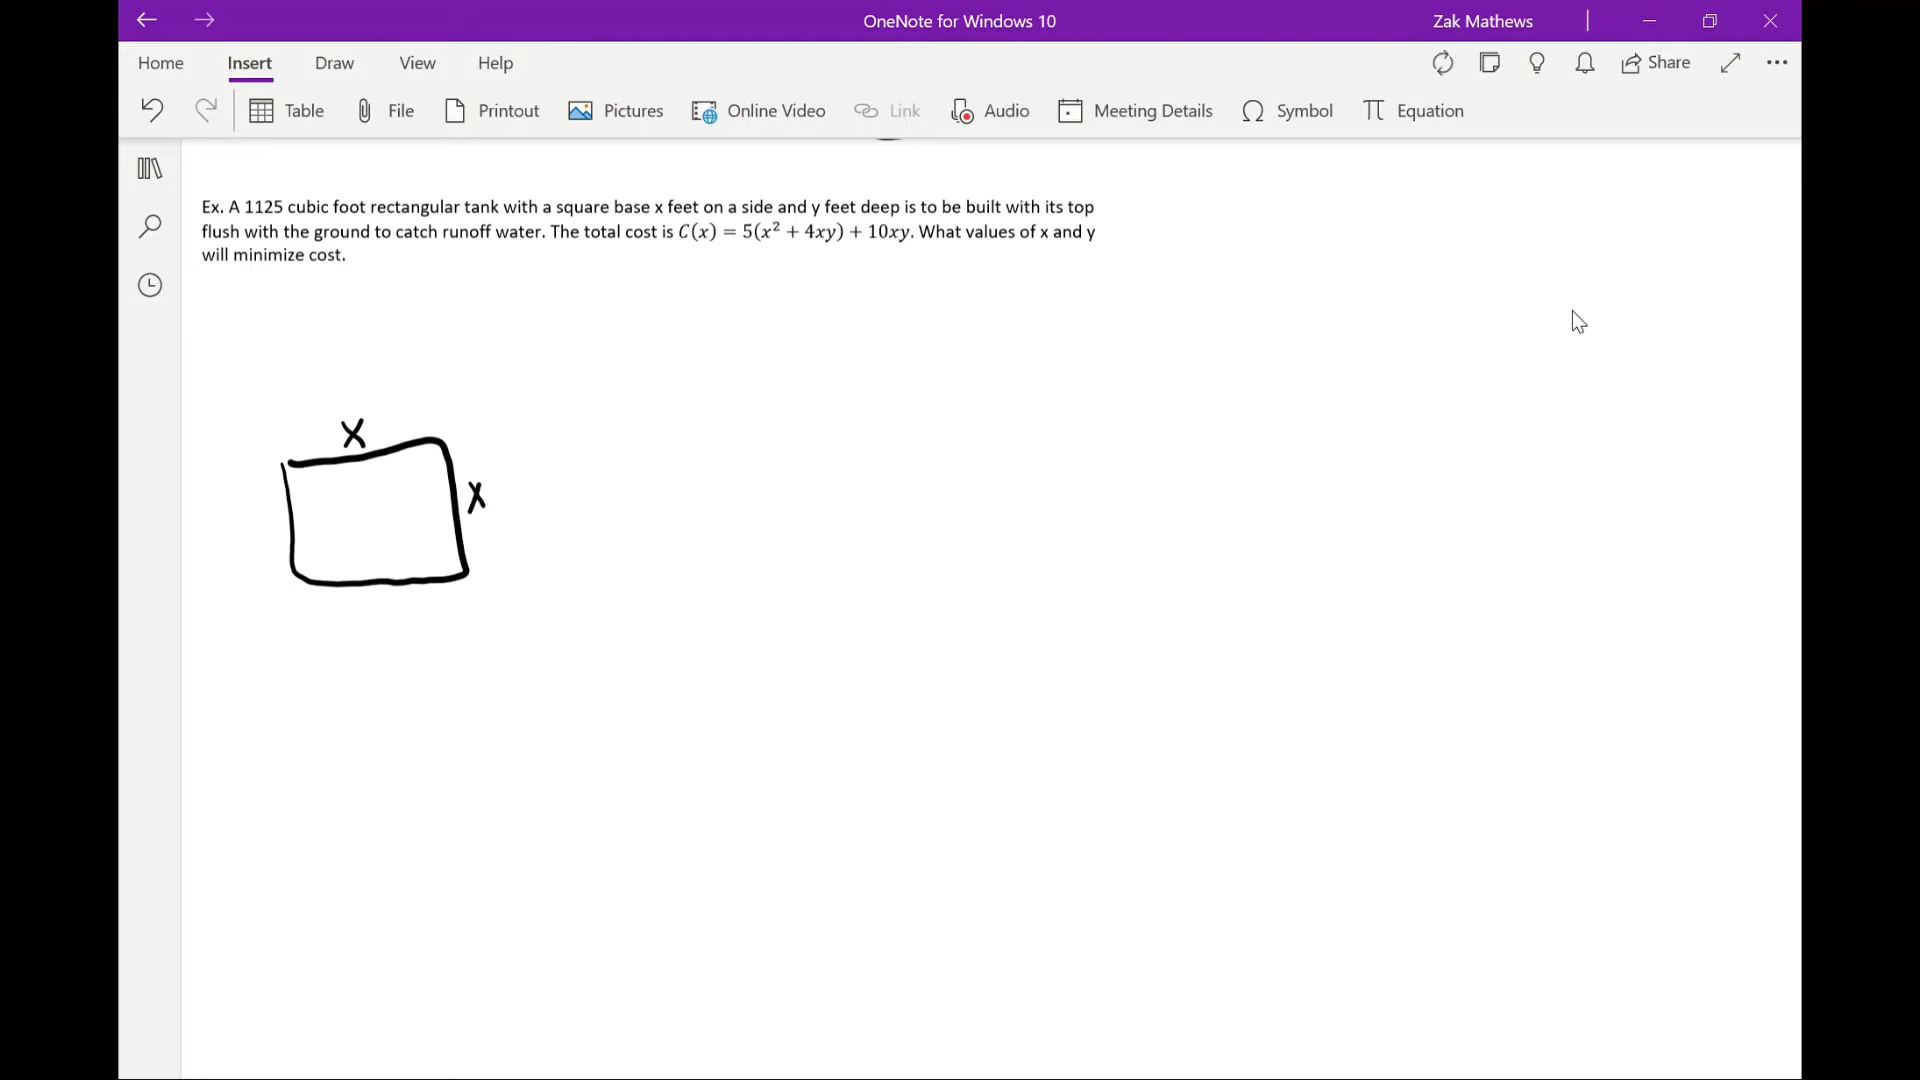 OneNote for Windows 10
Zak Mathews
Home Insert Draw View Help
Share
Table File Printout Pictures Online Video Link Audio Meeting Details Symbol Equation
Ex. A 1125 cubic foot rectangular tank with a square base x feet on a side and y feet deep is to be built with its top
flush with the ground to catch runoff water. The total cost is C(x) = 5(x² + 4xy) + 10xy. What values of x and y
will minimize cost.
x
x